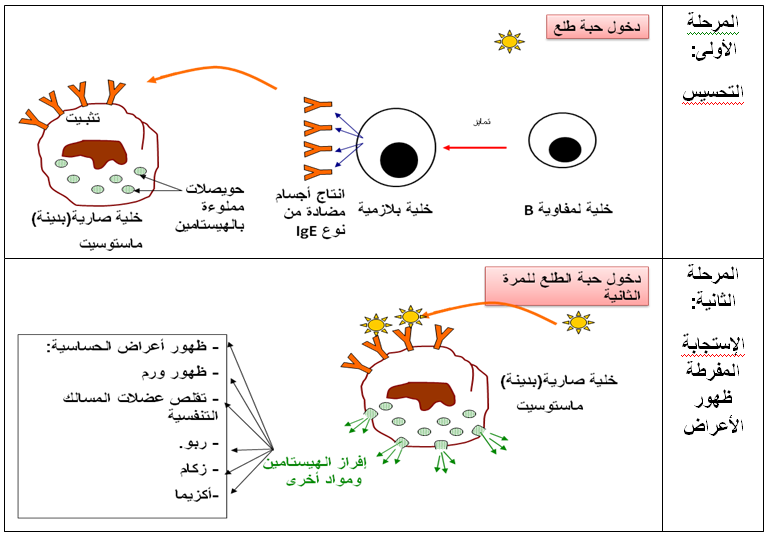 المرحلة
الأولى:
التحسيس
دخول حبة طلع
تثبيت
تمايز
حويصلات
مملوءة
بالهيستامين
خلية صارية(بدينة)
ماستوسيت
انتاج أجسام
مضادة من
نوع IgE
خلية بلازمية
خلية لمفاوية B
المرحلة
الثانية:
الإستجابة
المفرطة
ظهور
الأعراض
دخول حبة الطلع للمرة
الثانية
خلية صارية(بدينة)
ماستوسيت
إفراز الهيستامين
ومواد أخرى
- ظهور أعراض الحساسية:
- ظهور ورم
- تقلص عضلات المسالك
التنفسية
- ربو.
- زكام
-أكزيما